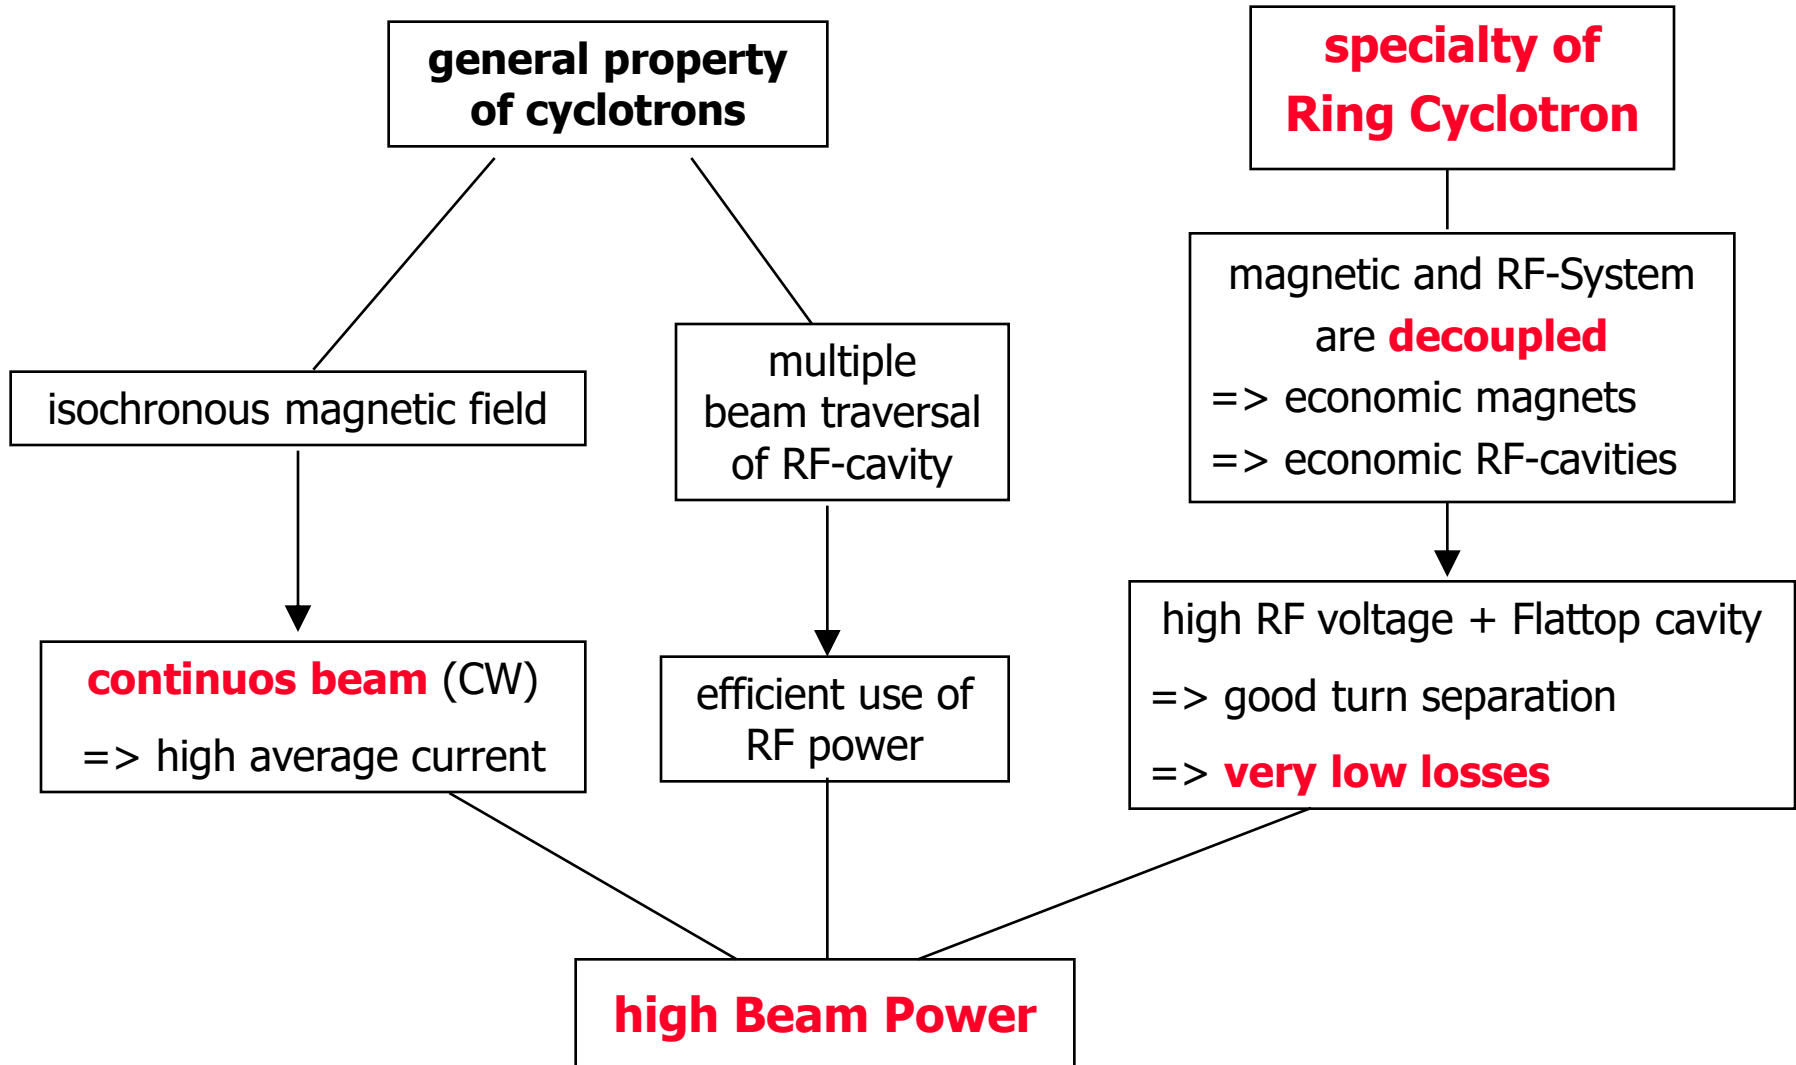 general property
of cyclotrons
specialty of
Ring Cyclotron
isochronous magnetic field
multiple
beam traversal
of RF-cavity
magnetic and RF-System
are decoupled
=> economic magnets
=> economic RF-cavities
continuos beam (CW)
=> high average current
efficient use of
RF power
high RF voltage + Flattop cavity
=> good turn separation
=> very low losses
high Beam Power